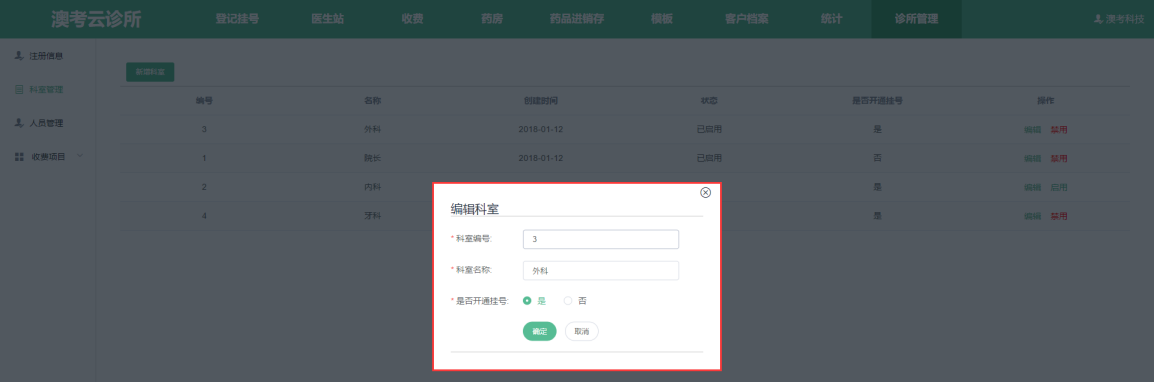 澳考云诊所 登记挂号 医生站 收费 药房 药品进销存 模板 客户档案 统计 诊所管理 澳考科技
注册信息
科室管理
人员管理
收费项目
新增科室
编号 名称 创建时间 状态 是否开通挂号 操作
3 外科 2018-01-12 已启用 是 编辑 禁用
1 院长 2018-01-12 已启用 否 编辑 禁用
2 内科 是 编辑 启用
4 牙科 是 编辑 禁用
编辑科室
*科室编号: 3
*科室名称: 外科
*是否开通挂号: 是 否
确定 取消